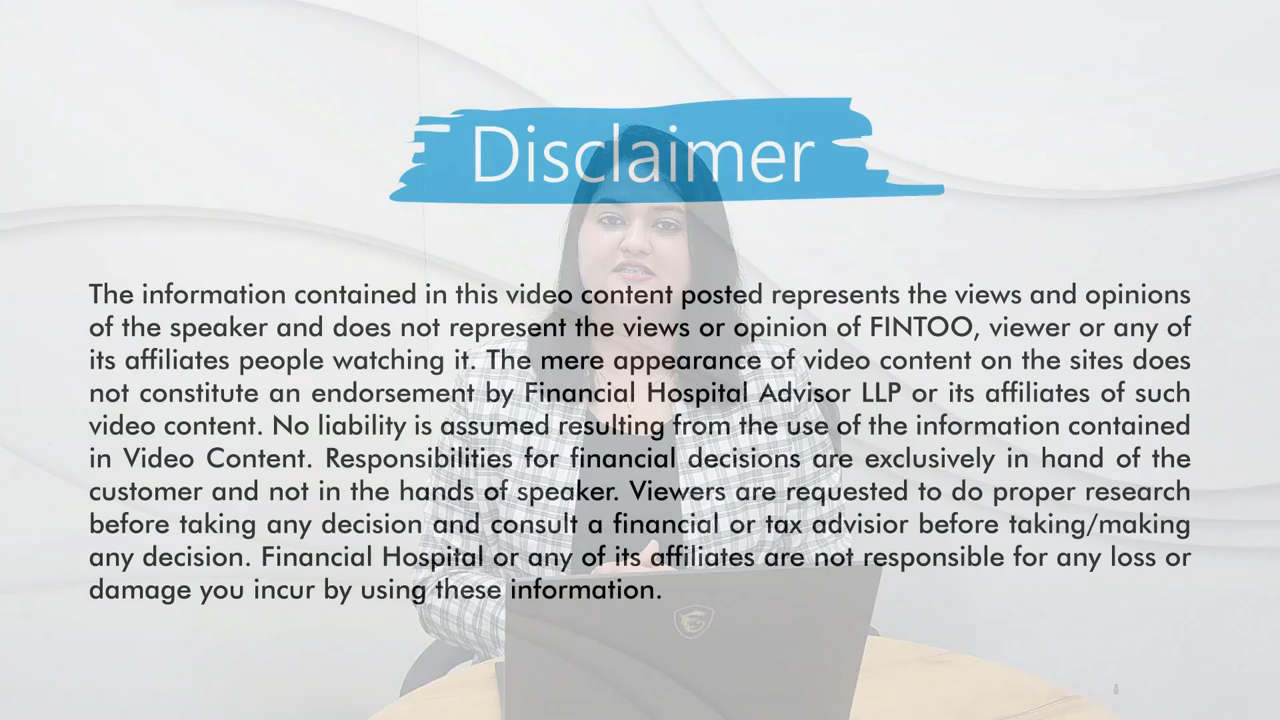 Disclaimer
The information contained in this video content posted represents the views and opinions
of the speaker and does not represent the views or opinion of FINTOO, viewer or any of
its affiliates people watching it. The mere appearance of video content on the sites does
not constitute an endorsement by Financial Hospital Advisor LLP or its affiliates of such
video content. No liability is assumed resulting from the use of the information contained
in Video Content. Responsibilities for financial decisions are exclusively in hand of the
customer and not in the hands of speaker. Viewers are requested to do proper research
before taking any decision and consult a financial or tax advisior before taking/making
any decision. Financial Hospital or any of its affiliates are not responsible for any loss or
damage you incur by using these information.